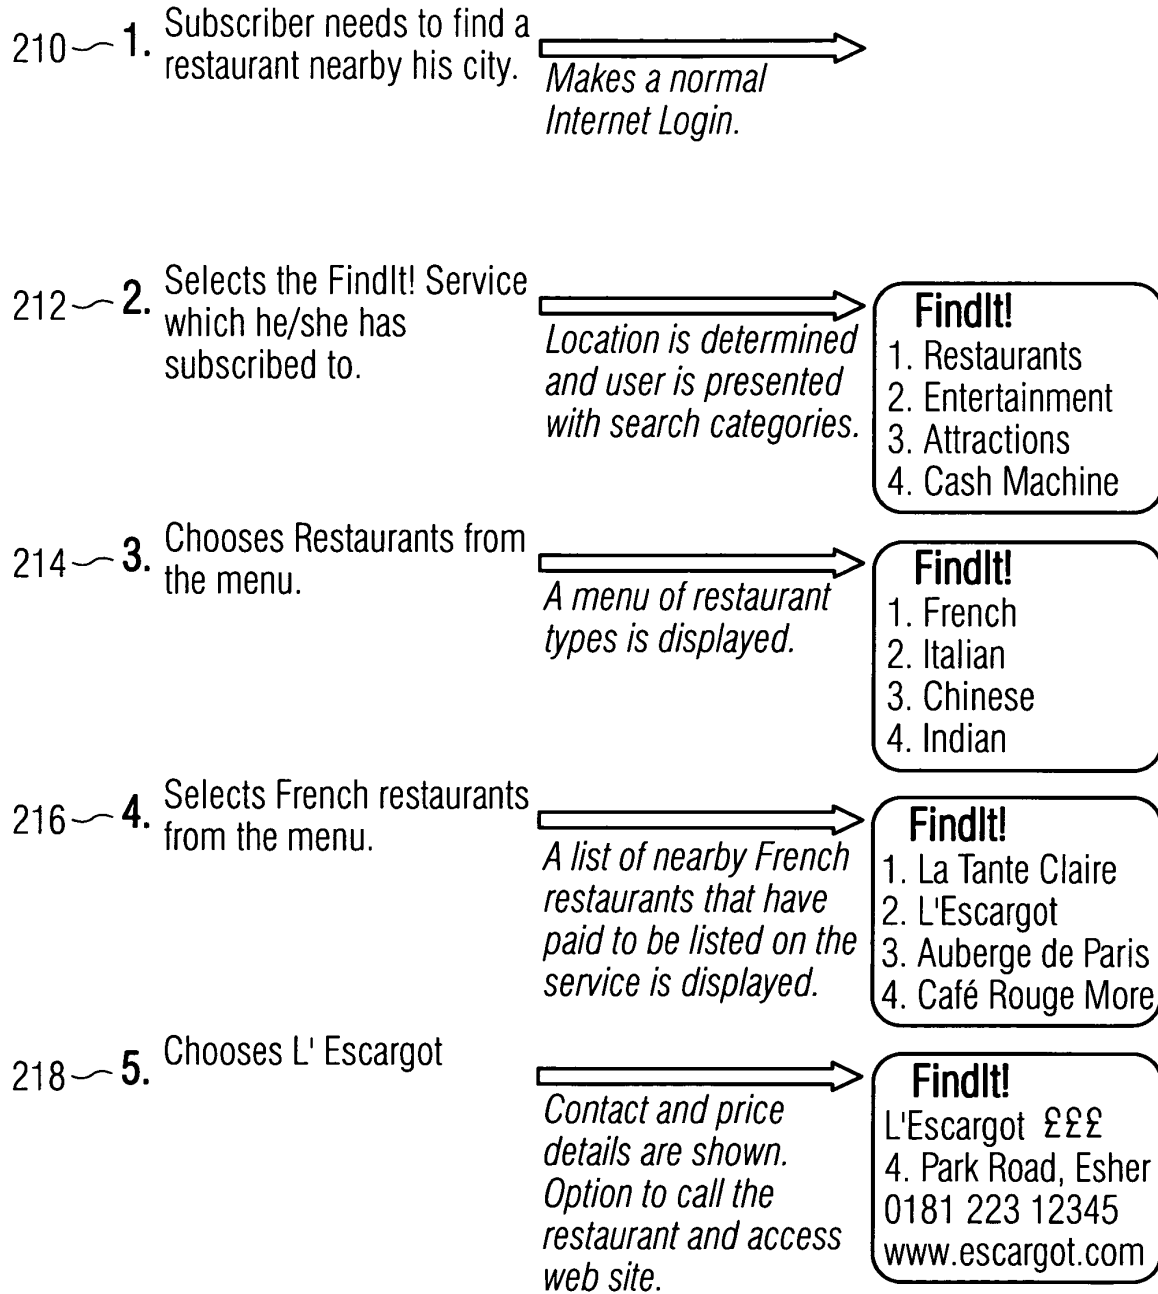 210 1. Subscriber needs to find a
restaurant nearby his city.
Makes a normal
Internet Login.
212 2. Selects the FindIt! Service
which he/she has
subscribed to.
Location is determined
and user is presented
with search categories.
FindIt!
1. Restaurants
2. Entertainment
3. Attractions
4. Cash Machine
214 3. Chooses Restaurants from
the menu.
A menu of restaurant
types is displayed.
FindIt!
1. French
2. Italian
3. Chinese
4. Indian
216 4. Selects French restaurants
from the menu.
A list of nearby French
restaurants that have
paid to be listed on the
service is displayed.
FindIt!
1. La Tante Claire
2. L'Escargot
3. Auberge de Paris
4. Café Rouge More
218 5. Chooses L' Escargot
Contact and price
details are shown.
Option to call the
restaurant and access
web site.
FindIt!
L'Escargot £££
4. Park Road, Esher
0181 223 12345
www.escargot.com